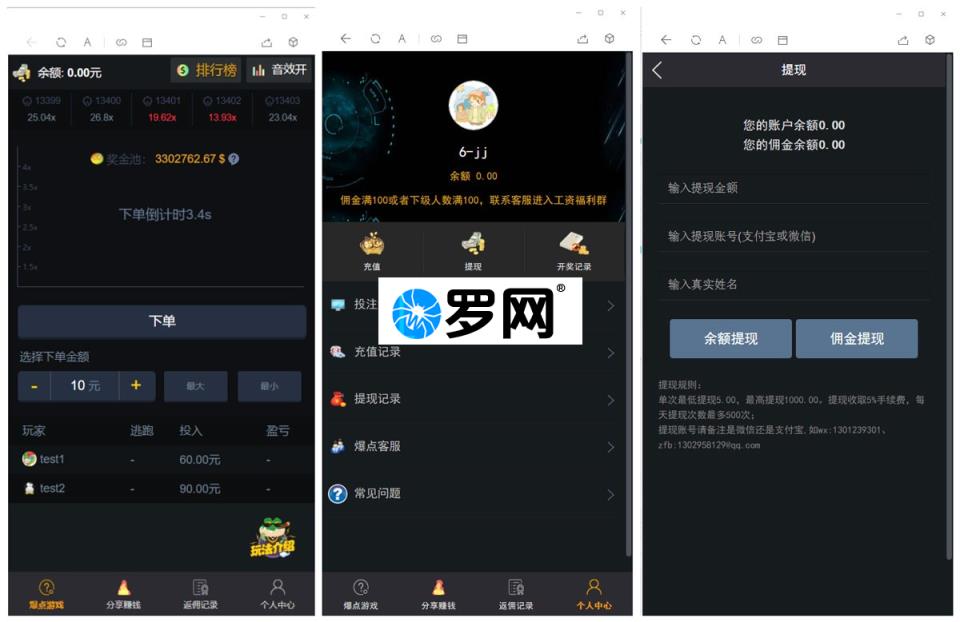 余额: 0.00元
排行榜
音效开
13399 13400 13401 13402 13403
25.04x 26.8x 19.62x 13.93x 23.04x
奖金池: 3302762.67 $ ?
4x
3.5x
3x
2.5x
2x
1.5x
下单倒计时3.4s
下单
选择下单金额
- 10 元 + 最大 最小
玩家 逃跑 投入 盈亏
test1 - 60.00元 -
test2 - 90.00元 -
玩法介绍
爆点游戏 分享赚钱 返佣记录 个人中心
6-jj
余额 0.00
佣金满100或者下级人数满100，联系客服进入工资福利群
充值 提现 开奖记录
投注
罗网®
充值记录
提现记录
爆点客服
常见问题
爆点游戏 分享赚钱 返佣记录 个人中心
提现
您的账户余额0.00
您的佣金余额0.00
输入提现金额
输入提现账号(支付宝或微信)
输入真实姓名
余额提现 佣金提现
提现规则:
单次最低提现5.00，最高提现1000.00，提现收取5%手续费，每
天提现次数最多500次；
提现账号请备注是微信还是支付宝,如wx:1301239301、
zfb:1302958129@qq.com